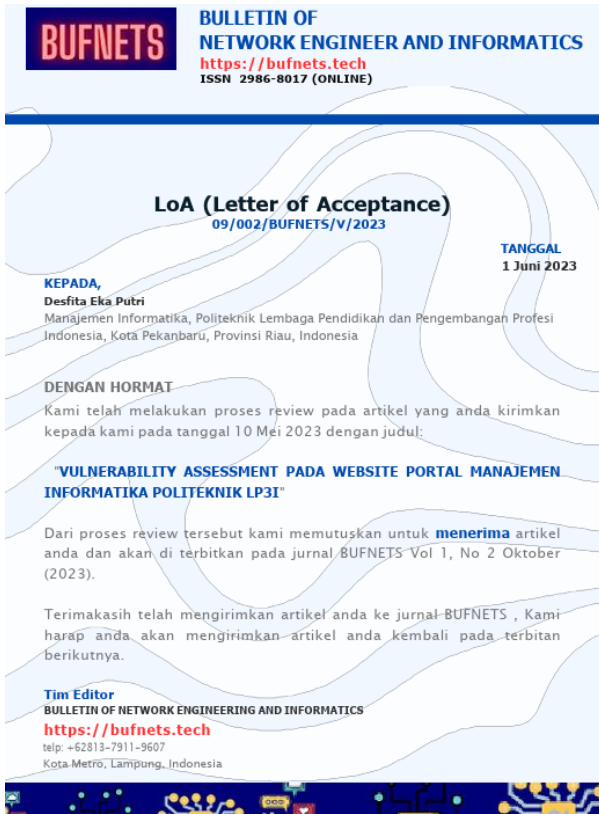 BUFNETS
BULLETIN OF
NETWORK ENGINEER AND INFORMATICS
https://bufnets.tech
ISSN 2986-8017 (ONLINE)
LoA (Letter of Acceptance)
09/002/BUFNETS/V/2023
TANGGAL
1 Juni 2023
KEPADA,
Desfita Eka Putri
Manajemen Informatika, Politeknik Lembaga Pendidikan dan Pengembangan Profesi
Indonesia, Kota Pekanbaru, Provinsi Riau, Indonesia
DENGAN HORMAT
Kami telah melakukan proses review pada artikel yang anda kirimkan
kepada kami pada tanggal 10 Mei 2023 dengan judul:
"VULNERABILITY ASSESSMENT PADA WEBSITE PORTAL MANAJEMEN
INFORMATIKA POLITEKNIK LP3I"
Dari proses review tersebut kami memutuskan untuk menerima artikel
anda dan akan di terbitkan pada jurnal BUFNETS Vol 1, No 2 Oktober
(2023).
Terimakasih telah mengirimkan artikel anda ke jurnal BUFNETS , Kami
harap anda akan mengirimkan artikel anda kembali pada terbitan
berikutnya.
Tim Editor
BULLETIN OF NETWORK ENGINEERING AND INFORMATICS
https://bufnets.tech
telp: +62813-7911-9607
Kota Metro, Lampung, Indonesia